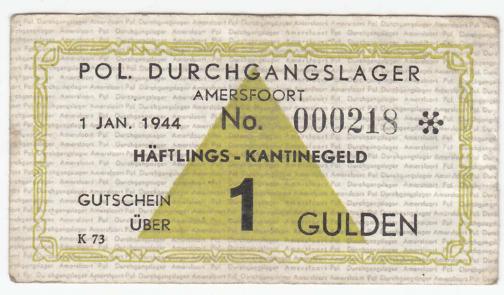 POL. DURCHGANGSLAGER
AMERSFOORT
1 JAN. 1944 No. 000218 *
HÄFTLINGS - KANTINEGELD
GUTSCHEIN
ÜBER 1 GULDEN
K 73